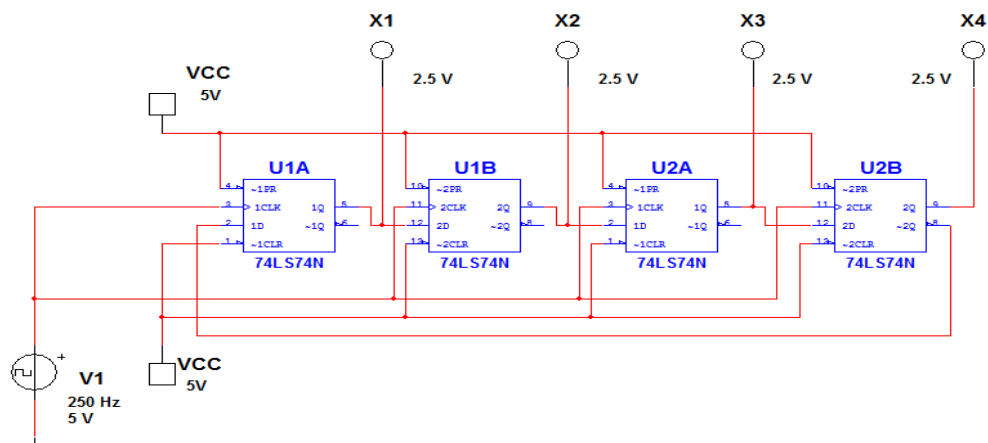 X1 X2 X3 X4
VCC
5V
2.5 V 2.5 V 2.5 V 2.5 V
U1A U1B U2A U2B
4 ~1PR 10 ~2PR 4 ~1PR 10 ~2PR
3 1CLK 1Q 5 11 2CLK 2Q 9 3 1CLK 1Q 5 11 2CLK 2Q 9
2 1D ~1Q 6 12 2D ~2Q 8 2 1D ~1Q 6 12 2D ~2Q 8
1 ~1CLR 13 ~2CLR 1 ~1CLR 13 ~2CLR
74LS74N 74LS74N 74LS74N 74LS74N
VCC
5V
+
V1
250 Hz
5 V